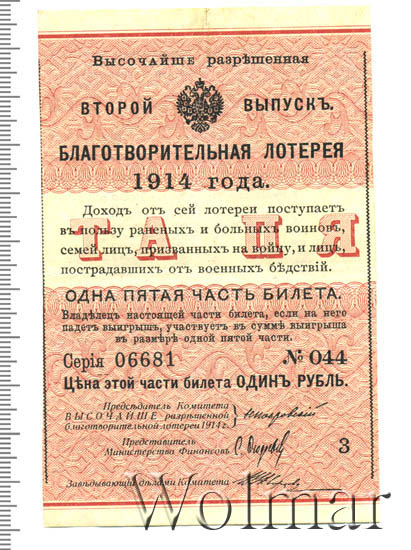 Высочайше разрѣшенная
ВТОРОЙ ВЫПУСКЪ.
БЛАГОТВОРИТЕЛЬНАЯ ЛОТЕРЕЯ
1914 года.
Доходъ отъ сей лотереи поступаетъ
въ пользу раненыхъ и больныхъ воиновъ,
семей лицъ, призванныхъ на войну, и лицъ,
пострадавшихъ отъ военныхъ бѣдствій.
ОДНА ПЯТАЯ ЧАСТЬ БИЛЕТА.
Владѣлецъ настоящей части билета, если на него
падетъ выигрышъ, участвуетъ въ суммѣ выигрыша
въ размѣрѣ одной пятой части.
Серія 06681 № 044
Цѣна этой части билета ОДИНЪ РУБЛЬ.
Предсѣдатель Комитета
ВЫСОЧАЙШЕ разрѣшенной
благотворительной лотереи 1914 г.
Представитель
Министерства Финансовъ
3
Завѣдывающій дѣлами Комитета
Wolmar